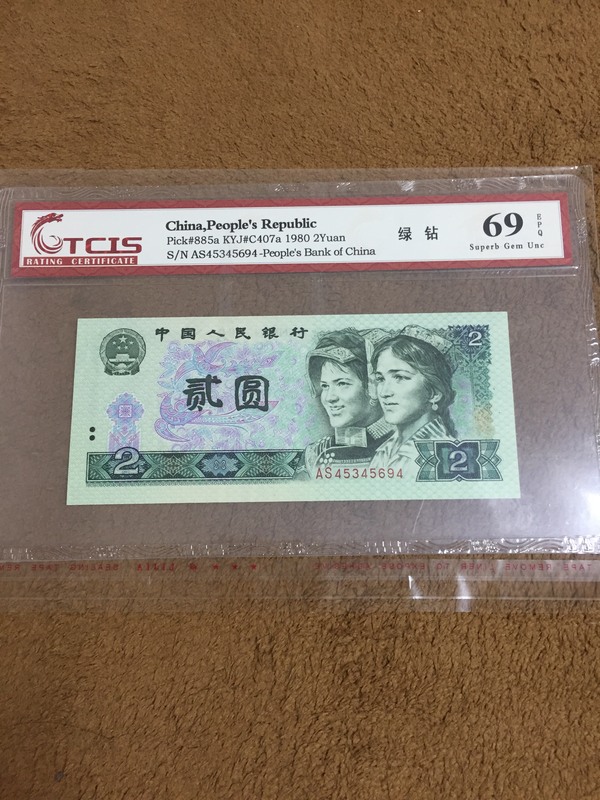 CTCIS
RATING CERTIFICATE
China,People's Republic
Pick#885a KYJ#C407a 1980 2Yuan
S/N AS45345694-People's Bank of China
绿钻
69
EPQ
Superb Gem Unc
中国人民银行
2
贰圆
2
AS45345694
2